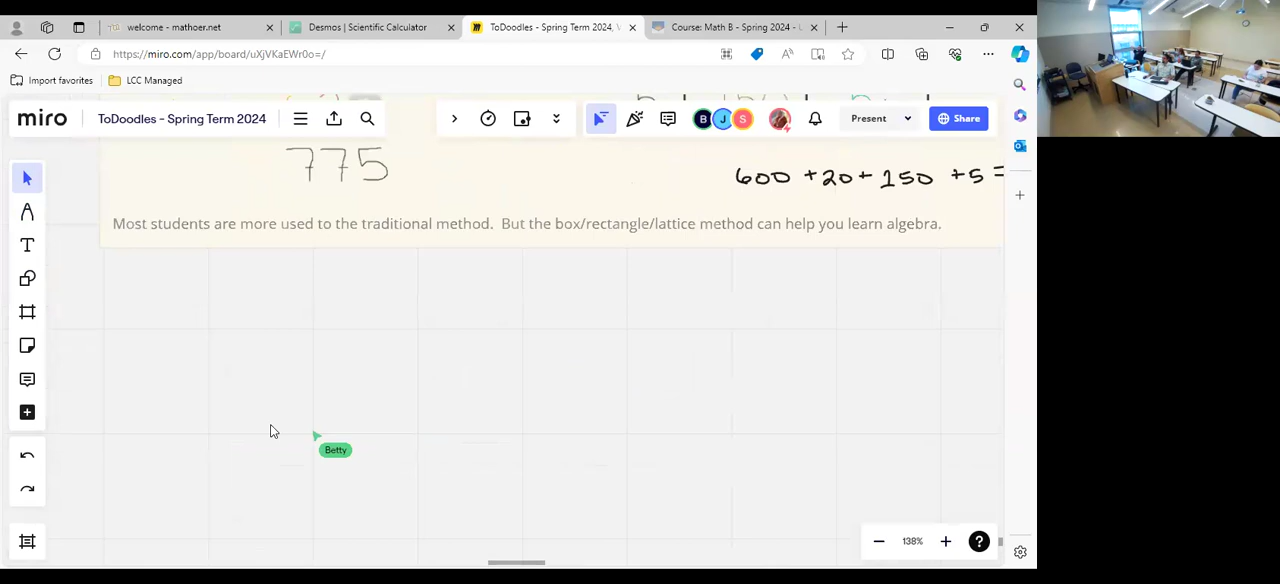 welcome - mathoer.net
Desmos | Scientific Calculator
ToDoodles - Spring Term 2024, V
Course: Math B - Spring 2024 -
https://miro.com/app/board/uXjVKaEWr0o=/
Import favorites
LCC Managed
miro
ToDoodles - Spring Term 2024
B
J
S
Present
Share
775
600 + 20 + 150 + 5 =
Most students are more used to the traditional method. But the box/rectangle/lattice method can help you learn algebra.
Betty
138%